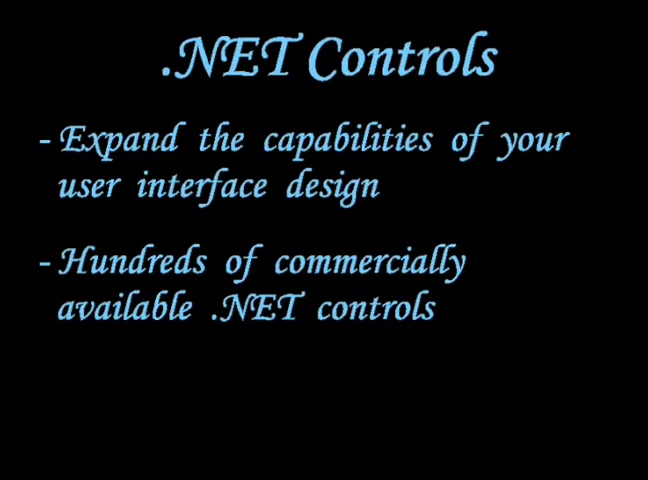 .NET Controls
- Expand the capabilities of your
user interface design
- Hundreds of commercially
available .NET controls